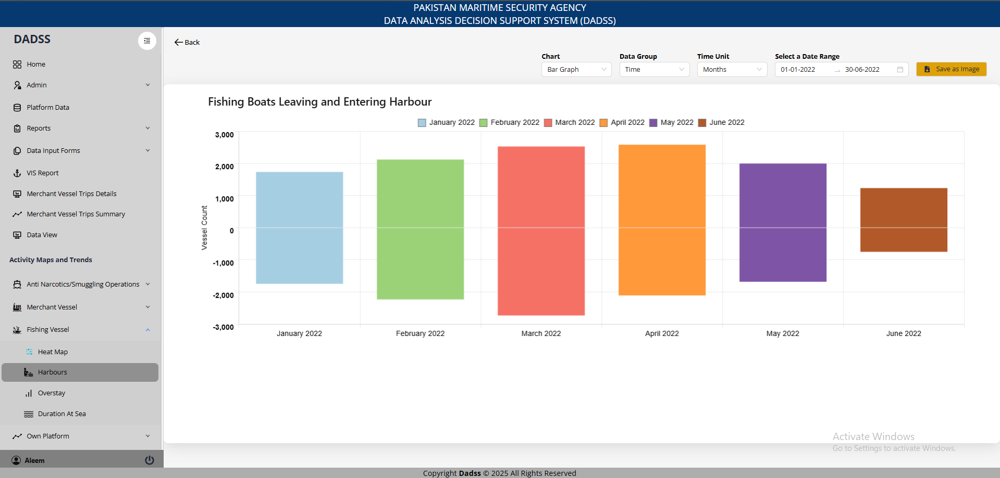 PAKISTAN MARITIME SECURITY AGENCY
DATA ANALYSIS DECISION SUPPORT SYSTEM (DADSS)
DADSS
Home
Admin
Platform Data
Reports
Data Input Forms
VIS Report
Merchant Vessel Trips Details
Merchant Vessel Trips Summary
Data View
Activity Maps and Trends
Anti Narcotics/Smuggling Operations
Merchant Vessel
Fishing Vessel
Heat Map
Harbours
Overstay
Duration At Sea
Own Platform
Aleem
Back
Chart Data Group Time Unit Select a Date Range
Bar Graph Time Months 01-01-2022 30-06-2022 Save as Image
Fishing Boats Leaving and Entering Harbour
January 2022 February 2022 March 2022 April 2022 May 2022 June 2022
Vessel Count
3,000
2,000
1,000
0
-1,000
-2,000
-3,000
January 2022 February 2022 March 2022 April 2022 May 2022 June 2022
Activate Windows
Go to Settings to activate Windows.
Copyright Dadss © 2025 All Rights Reserved